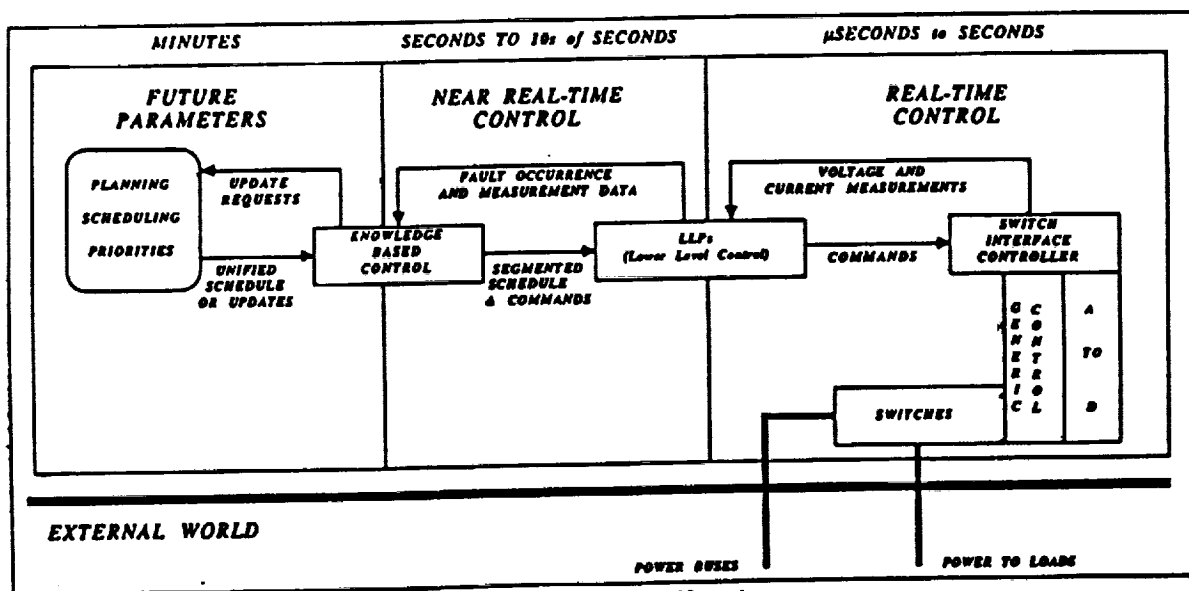 MINUTES
SECONDS TO 10s of SECONDS
µSECONDS to SECONDS
FUTURE
PARAMETERS
NEAR REAL-TIME
CONTROL
REAL-TIME
CONTROL
PLANNING
SCHEDULING
PRIORITIES
UPDATE
REQUESTS
UNIFIED
SCHEDULE
OR UPDATES
KNOWLEDGE
BASED
CONTROL
FAULT OCCURRENCE
AND MEASUREMENT DATA
SEGMENTED
SCHEDULE
& COMMANDS
LLPs
(Lower Level Control)
VOLTAGE AND
CURRENT MEASUREMENTS
COMMANDS
SWITCH
INTERFACE
CONTROLLER
GENERIC
CONTROL
A
TO
D
SWITCHES
EXTERNAL WORLD
POWER BUSES
POWER TO LOADS